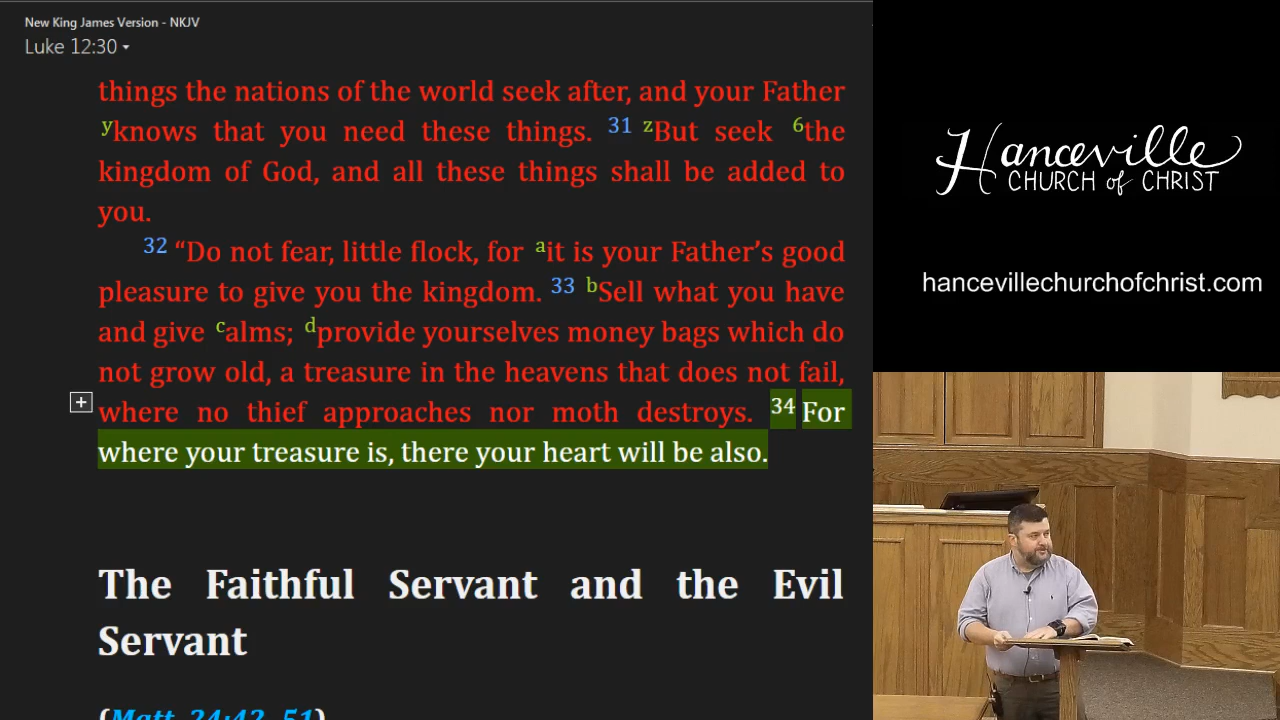 New King James Version - NKJV
Luke 12:30
things the nations of the world seek after, and your Father
yknows that you need these things. 31 zBut seek 6the
kingdom of God, and all these things shall be added to
you.
32 “Do not fear, little flock, for ait is your Father’s good
pleasure to give you the kingdom. 33 bSell what you have
and give calms; dprovide yourselves money bags which do
not grow old, a treasure in the heavens that does not fail,
where no thief approaches nor moth destroys. 34 For
where your treasure is, there your heart will be also.
The Faithful Servant and the Evil
Servant
(Matt. 24:42–51)
Hanceville
CHURCH of CHRIST
hancevillechurchofchrist.com